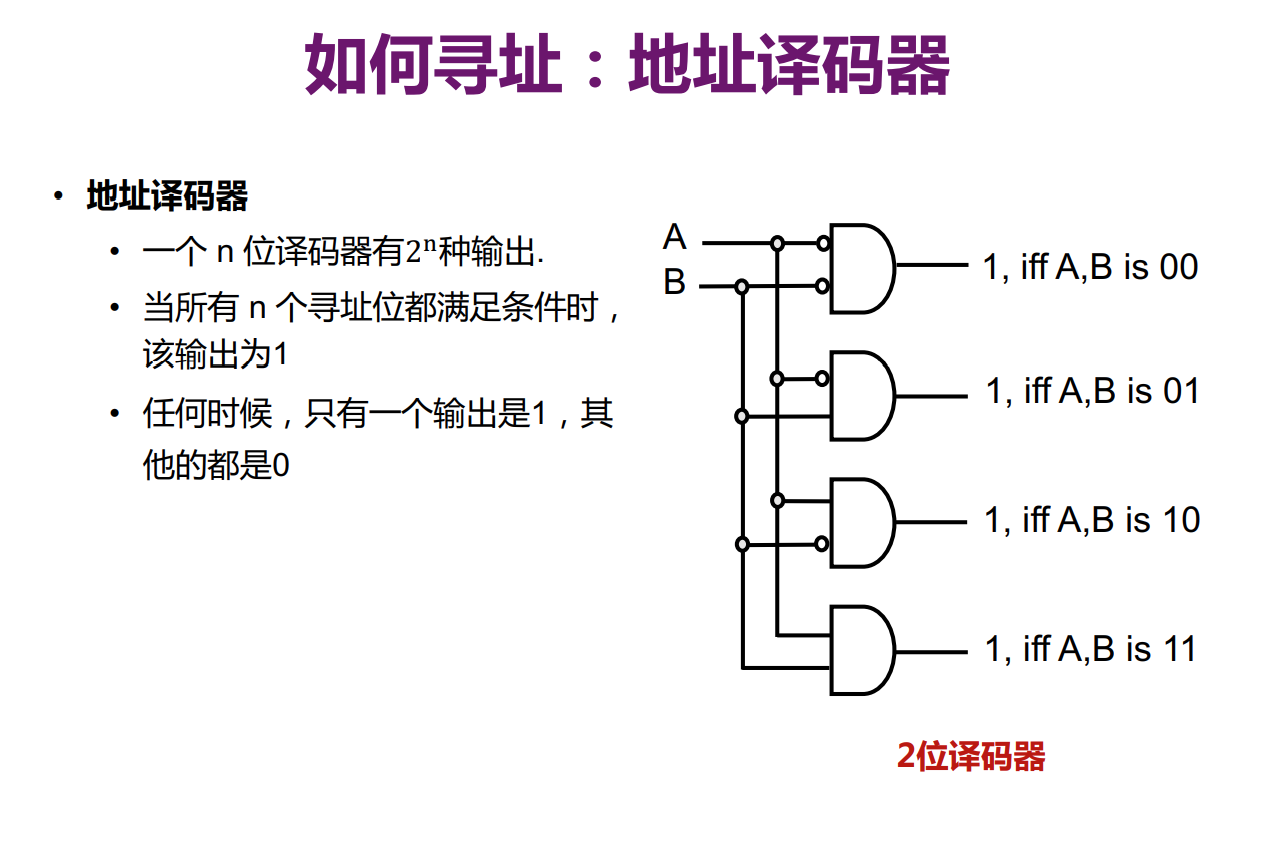 如何寻址：地址译码器
• 地址译码器
• 一个 n 位译码器有2ⁿ种输出.
• 当所有 n 个寻址位都满足条件时，
该输出为1
• 任何时候，只有一个输出是1，其
他的都是0
A
B
1, iff A,B is 00
1, iff A,B is 01
1, iff A,B is 10
1, iff A,B is 11
2位译码器